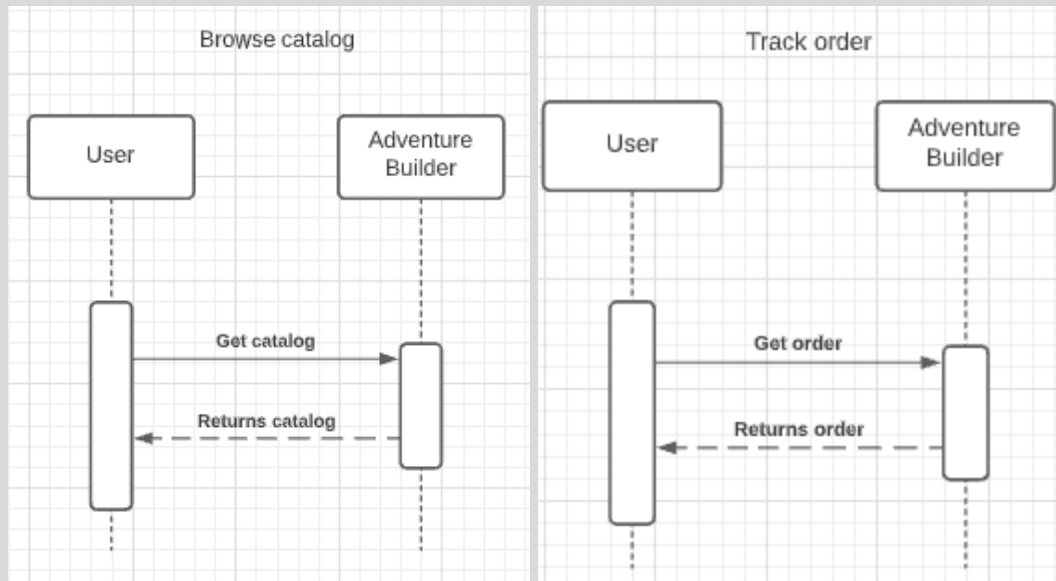 Browse catalog
User
Adventure
Builder
Get catalog
Returns catalog
Track order
User
Adventure
Builder
Get order
Returns order